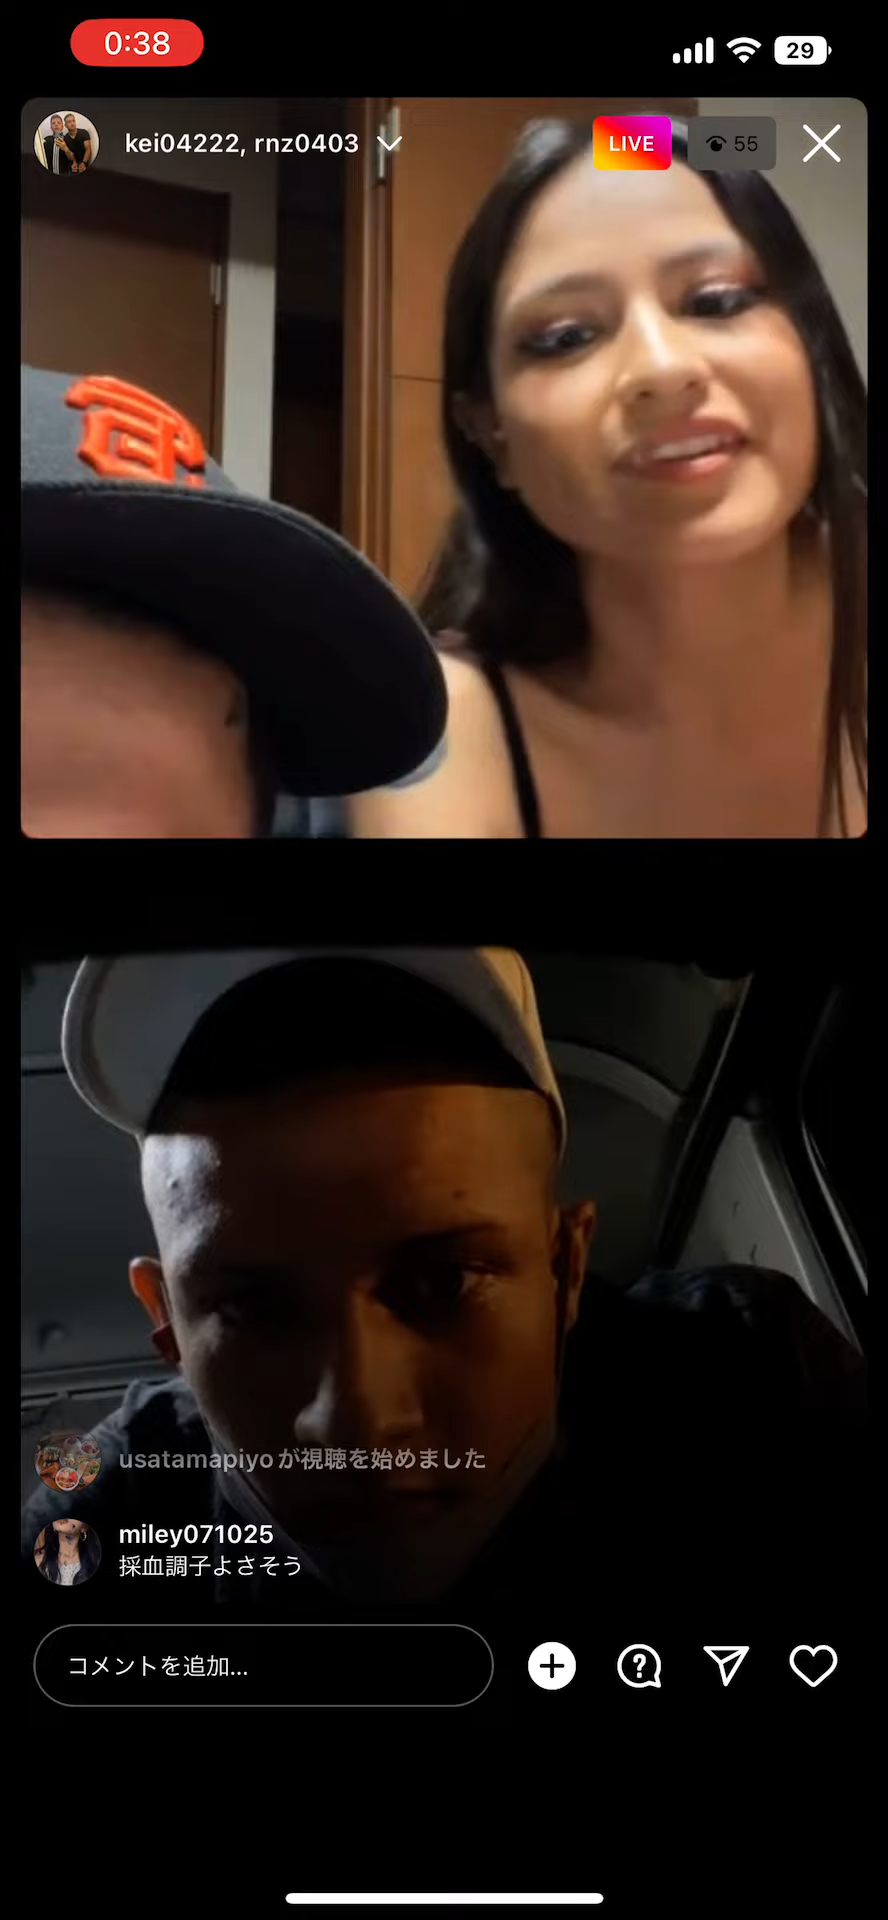 0:38
29
kei04222, rnz0403
LIVE
55
usatamapiyoが視聴を始めました
miley071025
採血調子よさそう
コメントを追加...